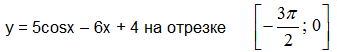 y = 5cosx – 6x + 4 на отрезке [-3π/2; 0]